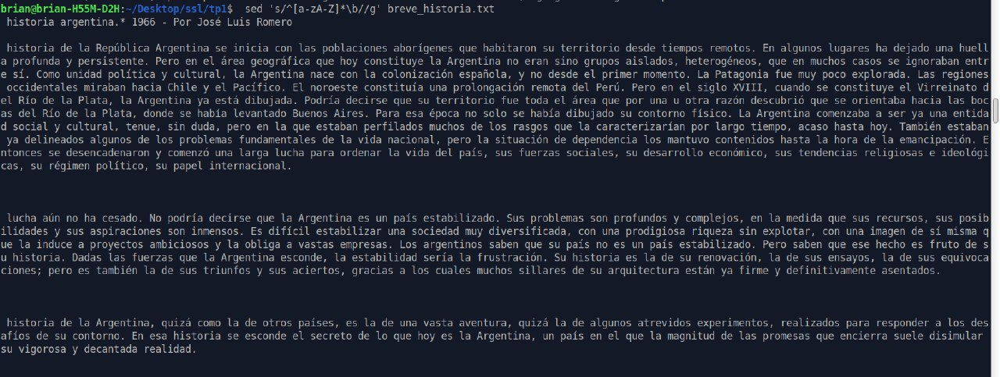 brian@brian-H55M-D2H:~/Desktop/ssl/tp1$  sed 's/^[a-zA-Z]*\b//g' breve_historia.txt
 historia argentina.* 1966 - Por José Luis Romero
 historia de la República Argentina se inicia con las poblaciones aborígenes que habitaron su territorio desde tiempos remotos. En algunos lugares ha dejado una huell
a profunda y persistente. Pero en el área geográfica que hoy constituye la Argentina no eran sino grupos aislados, heterogéneos, que en muchos casos se ignoraban entr
e sí. Como unidad política y cultural, la Argentina nace con la colonización española, y no desde el primer momento. La Patagonia fue muy poco explorada. Las regiones
 occidentales miraban hacia Chile y el Pacífico. El noroeste constituía una prolongación remota del Perú. Pero en el siglo XVIII, cuando se constituye el Virreinato d
el Río de la Plata, la Argentina ya está dibujada. Podría decirse que su territorio fue toda el área que por una u otra razón descubrió que se orientaba hacia las boc
as del Río de la Plata, donde se había levantado Buenos Aires. Para esa época no solo se había dibujado su contorno físico. La Argentina comenzaba a ser ya una entida
d social y cultural, tenue, sin duda, pero en la que estaban perfilados muchos de los rasgos que la caracterizarían por largo tiempo, acaso hasta hoy. También estaban
 ya delineados algunos de los problemas fundamentales de la vida nacional, pero la situación de dependencia los mantuvo contenidos hasta la hora de la emancipación. E
ntonces se desencadenaron y comenzó una larga lucha para ordenar la vida del país, sus fuerzas sociales, su desarrollo económico, sus tendencias religiosas e ideológi
cas, su régimen político, su papel internacional.
 lucha aún no ha cesado. No podría decirse que la Argentina es un país estabilizado. Sus problemas son profundos y complejos, en la medida que sus recursos, sus posib
ilidades y sus aspiraciones son inmensos. Es difícil estabilizar una sociedad muy diversificada, con una prodigiosa riqueza sin explotar, con una imagen de sí misma q
ue la induce a proyectos ambiciosos y la obliga a vastas empresas. Los argentinos saben que su país no es un país estabilizado. Pero saben que ese hecho es fruto de s
u historia. Dadas las fuerzas que la Argentina esconde, la estabilidad sería la frustración. Su historia es la de su renovación, la de sus ensayos, la de sus equivoca
ciones; pero es también la de sus triunfos y sus aciertos, gracias a los cuales muchos sillares de su arquitectura están ya firme y definitivamente asentados.
 historia de la Argentina, quizá como la de otros países, es la de una vasta aventura, quizá la de algunos atrevidos experimentos, realizados para responder a los des
afíos de su contorno. En esa historia se esconde el secreto de lo que hoy es la Argentina, un país en el que la magnitud de las promesas que encierra suele disimular
su vigorosa y decantada realidad.